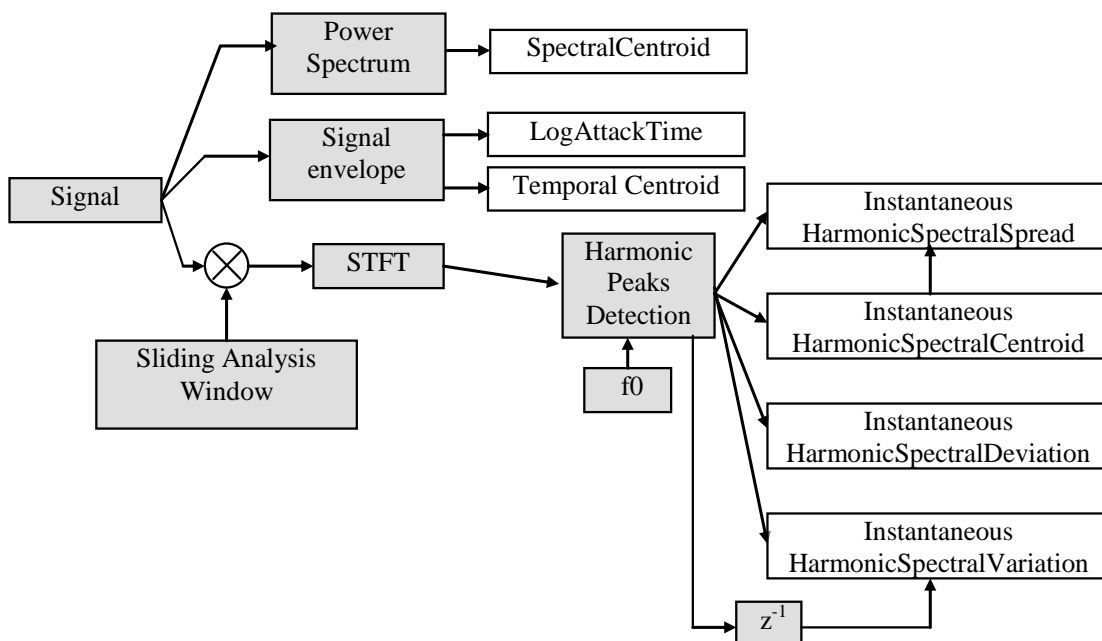 Power
Spectrum
SpectralCentroid
Signal
envelope
LogAttackTime
Temporal Centroid
Signal
STFT
Harmonic
Peaks
Detection
Sliding Analysis
Window
f0
Instantaneous
HarmonicSpectralSpread
Instantaneous
HarmonicSpectralCentroid
Instantaneous
HarmonicSpectralDeviation
Instantaneous
HarmonicSpectralVariation
z⁻¹